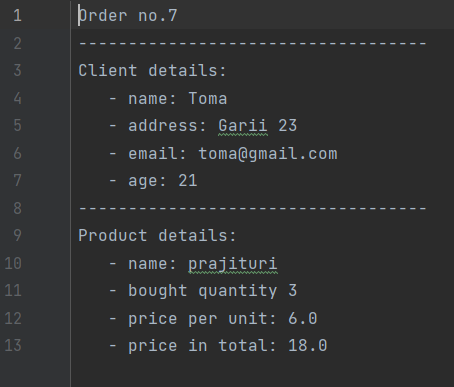 1 Order no.7
2 -----------------------------------
3 Client details:
4    - name: Toma
5    - address: Garii 23
6    - email: toma@gmail.com
7    - age: 21
8 -----------------------------------
9 Product details:
10    - name: prajituri
11    - bought quantity 3
12    - price per unit: 6.0
13    - price in total: 18.0